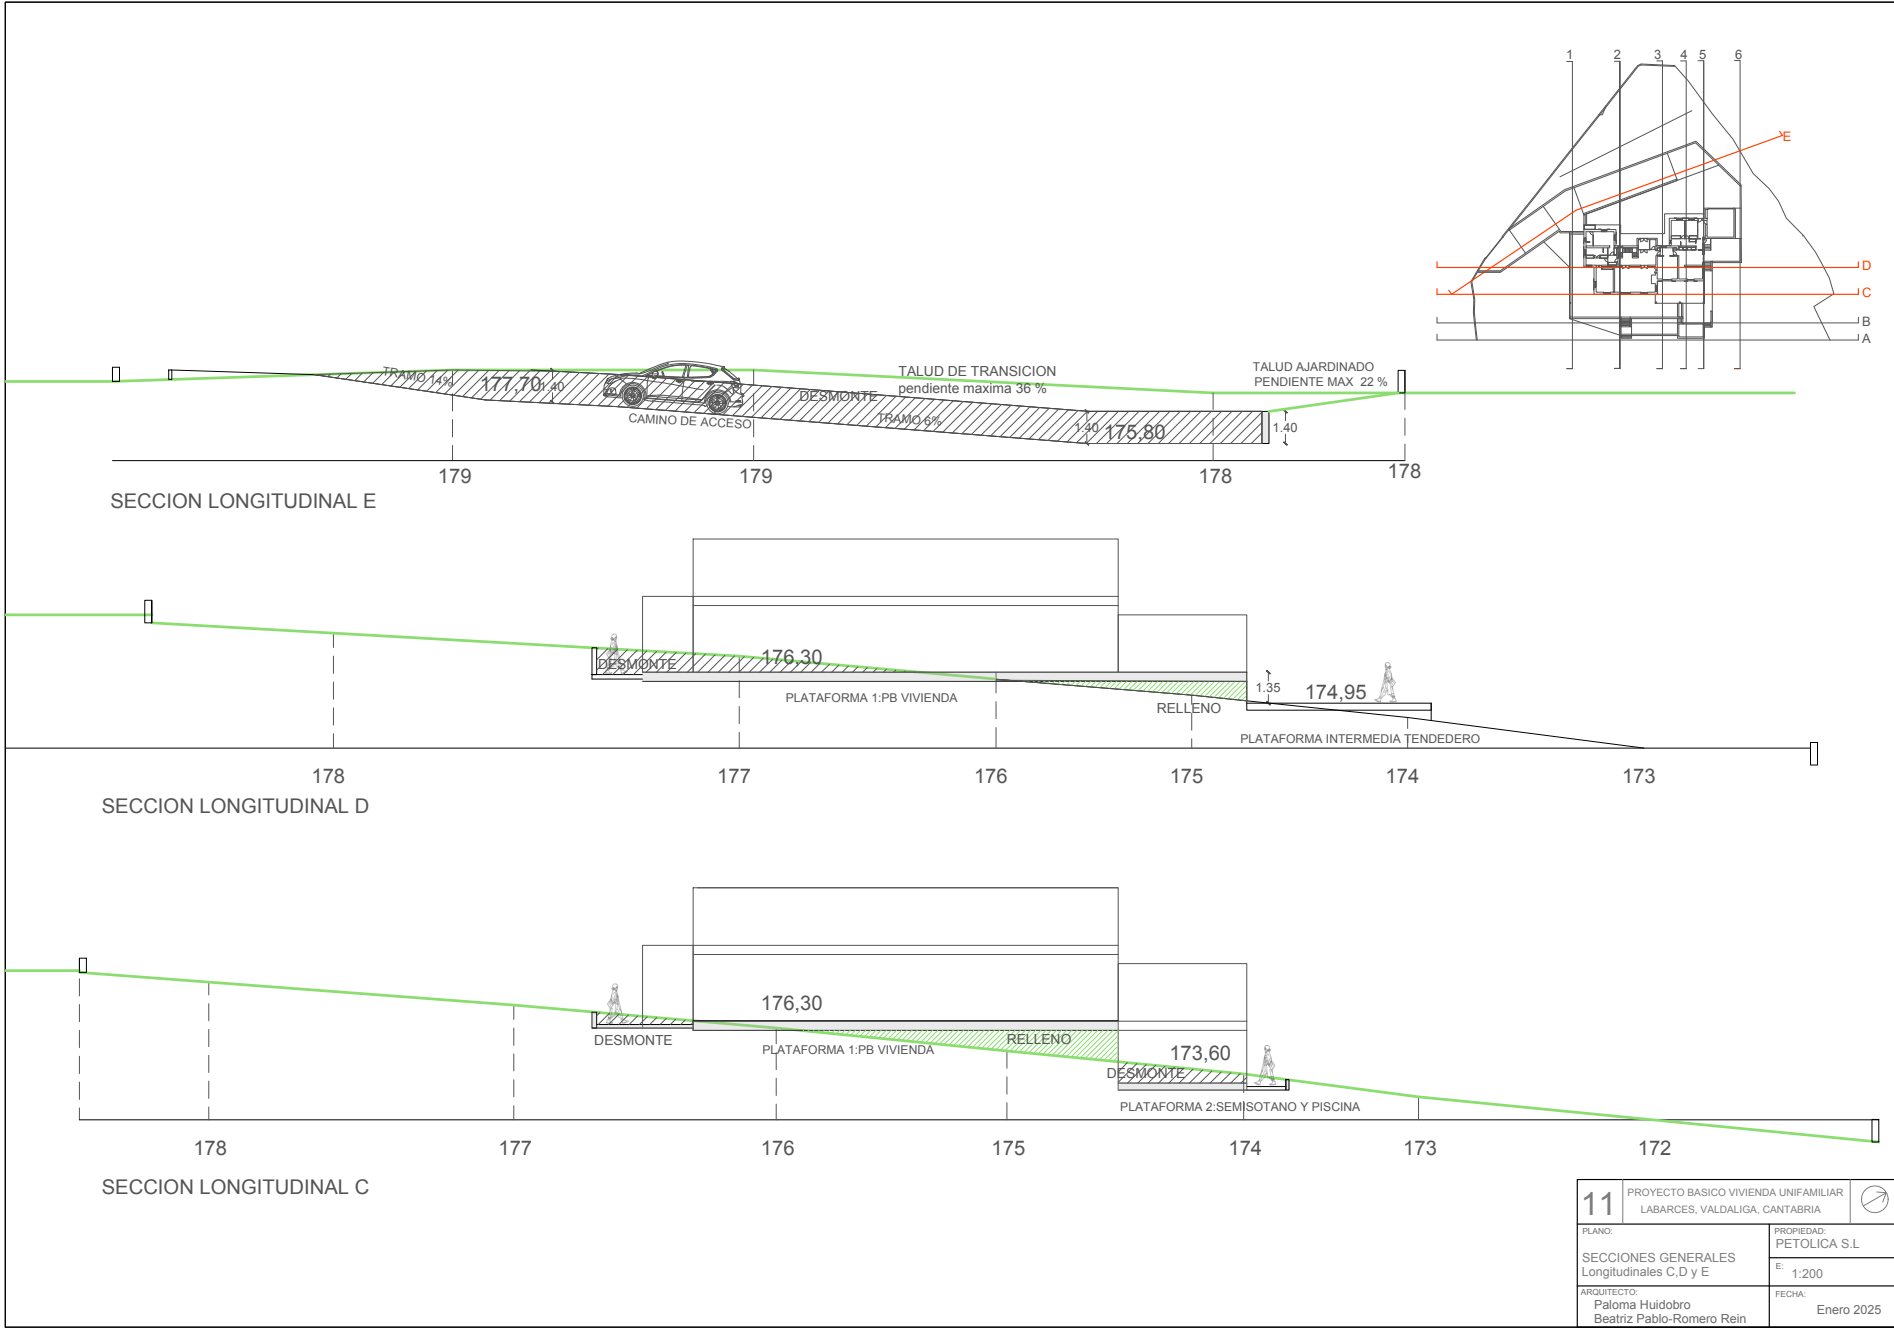 1 2 3 4 5 6
E
D
C
B
A
TRAMO 14%
177,70
1.40
DESMONTE
CAMINO DE ACCESO
TALUD DE TRANSICION
pendiente maxima 36 %
TRAMO 6%
1.40
175,80
1.40
TALUD AJARDINADO
PENDIENTE MAX 22 %
179 179 178 178
SECCION LONGITUDINAL E
DESMONTE
176,30
PLATAFORMA 1:PB VIVIENDA
RELLENO
1.35
174,95
PLATAFORMA INTERMEDIA TENDEDERO
178 177 176 175 174 173
SECCION LONGITUDINAL D
176,30
DESMONTE
PLATAFORMA 1:PB VIVIENDA
RELLENO
173,60
DESMONTE
PLATAFORMA 2:SEMISOTANO Y PISCINA
178 177 176 175 174 173 172
SECCION LONGITUDINAL C
11
PROYECTO BASICO VIVIENDA UNIFAMILIAR
LABARCES, VALDALIGA, CANTABRIA
PLANO:
SECCIONES GENERALES
Longitudinales C,D y E
PROPIEDAD:
PETOLICA S.L
E:
1:200
ARQUITECTO:
Paloma Huidobro
Beatriz Pablo-Romero Rein
FECHA:
Enero 2025